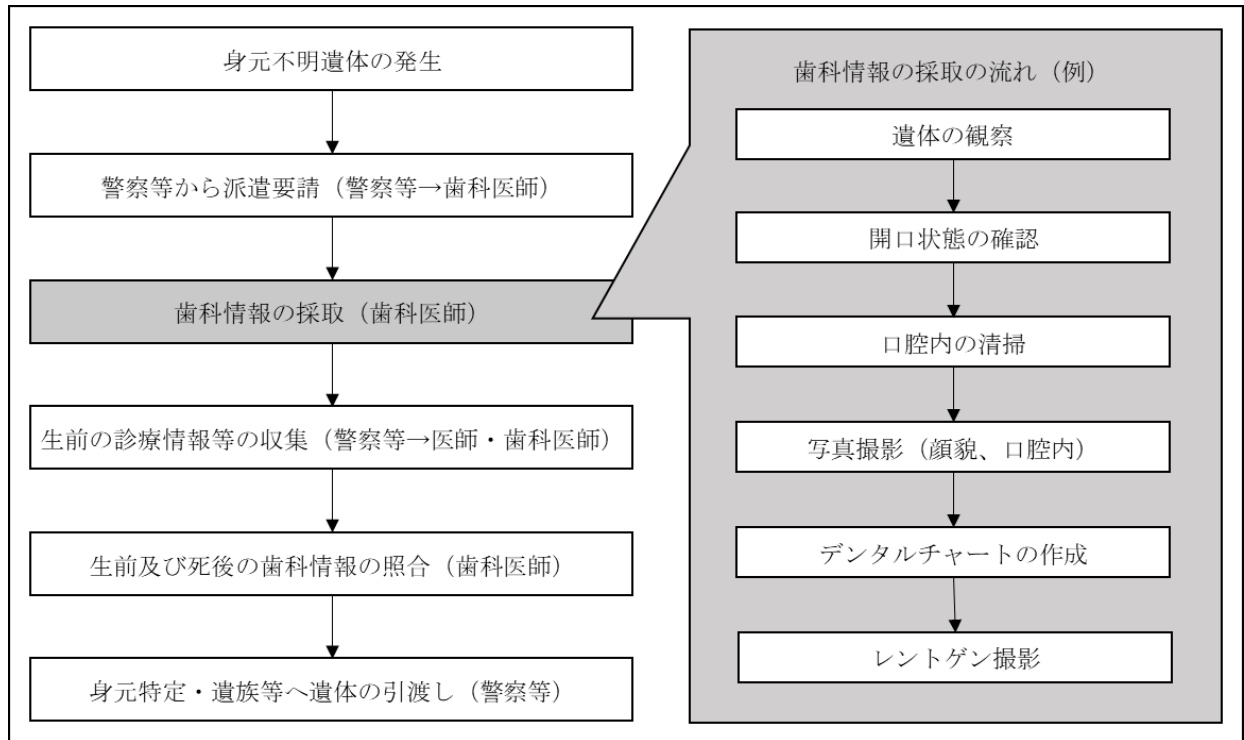 身元不明遺体の発生
警察等から派遣要請（警察等→歯科医師）
歯科情報の採取（歯科医師）
生前の診療情報等の収集（警察等→医師・歯科医師）
生前及び死後の歯科情報の照合（歯科医師）
身元特定・遺族等へ遺体の引渡し（警察等）
歯科情報の採取の流れ（例）
遺体の観察
開口状態の確認
口腔内の清掃
写真撮影（顔貌、口腔内）
デンタルチャートの作成
レントゲン撮影